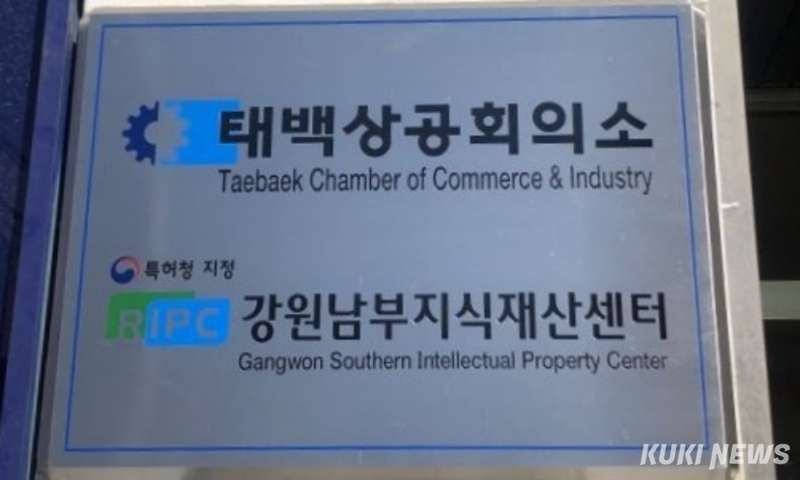 태백상공회의소
Taebaek Chamber of Commerce & Industry
특허청 지정
RIPC 강원남부지식재산센터
Gangwon Southern Intellectual Property Center
KUKI NEWS